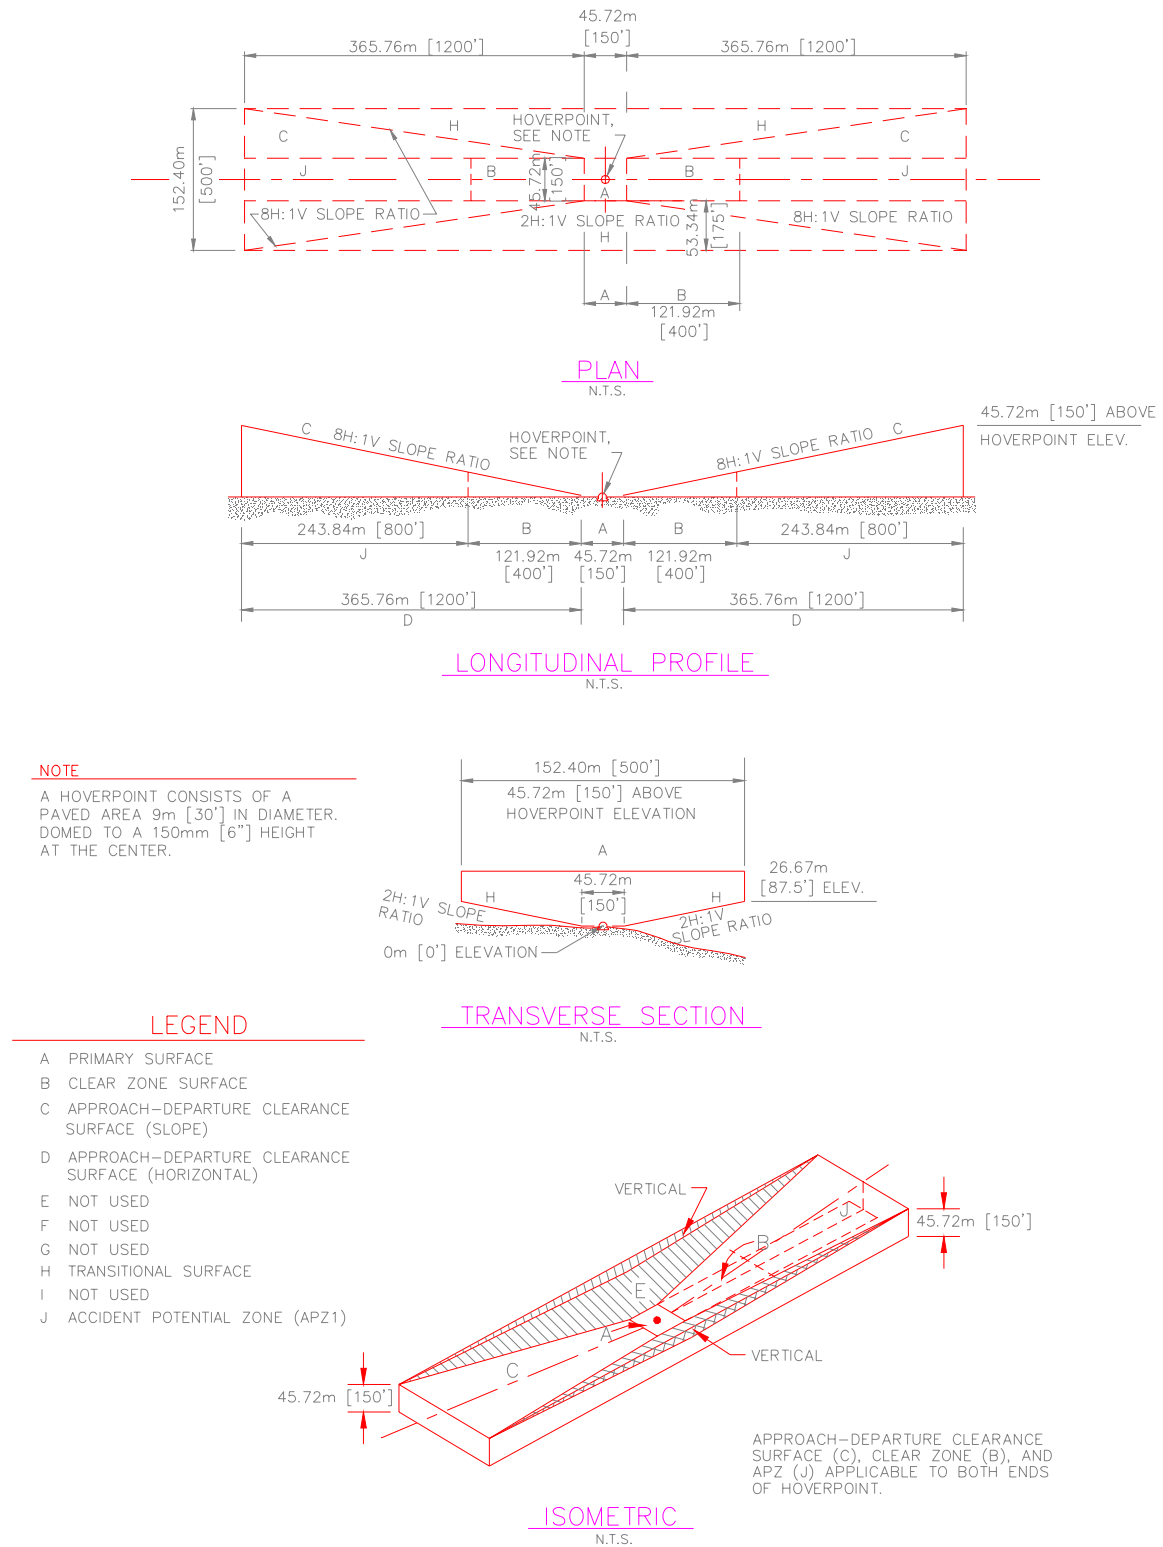 45.72m
[150']
365.76m [1200']
365.76m [1200']
HOVERPOINT,
SEE NOTE
H
H
C
C
152.40m
[500']
J
B
45.72m
[150']
B
J
A
8H:1V SLOPE RATIO
2H:1V SLOPE RATIO
53.34m
[175']
8H:1V SLOPE RATIO
H
A
B
121.92m
[400']
PLAN
N.T.S.
45.72m [150'] ABOVE
HOVERPOINT ELEV.
C
8H:1V SLOPE RATIO
HOVERPOINT,
SEE NOTE
8H:1V SLOPE RATIO
C
243.84m [800']
B
A
B
243.84m [800']
J
121.92m
[400']
45.72m
[150']
121.92m
[400']
J
365.76m [1200']
365.76m [1200']
D
D
LONGITUDINAL PROFILE
N.T.S.
NOTE
A HOVERPOINT CONSISTS OF A
PAVED AREA 9m [30'] IN DIAMETER.
DOMED TO A 150mm [6"] HEIGHT
AT THE CENTER.
152.40m [500']
45.72m [150'] ABOVE
HOVERPOINT ELEVATION
A
26.67m
[87.5'] ELEV.
45.72m
[150']
H
H
2H:1V SLOPE
RATIO
2H:1V
SLOPE RATIO
0m [0'] ELEVATION
TRANSVERSE SECTION
N.T.S.
LEGEND
A PRIMARY SURFACE
B CLEAR ZONE SURFACE
C APPROACH-DEPARTURE CLEARANCE
SURFACE (SLOPE)
D APPROACH-DEPARTURE CLEARANCE
SURFACE (HORIZONTAL)
E NOT USED
F NOT USED
G NOT USED
H TRANSITIONAL SURFACE
I NOT USED
J ACCIDENT POTENTIAL ZONE (APZ1)
VERTICAL
J
45.72m [150']
B
E
A
VERTICAL
C
45.72m [150']
APPROACH-DEPARTURE CLEARANCE
SURFACE (C), CLEAR ZONE (B), AND
APZ (J) APPLICABLE TO BOTH ENDS
OF HOVERPOINT.
ISOMETRIC
N.T.S.